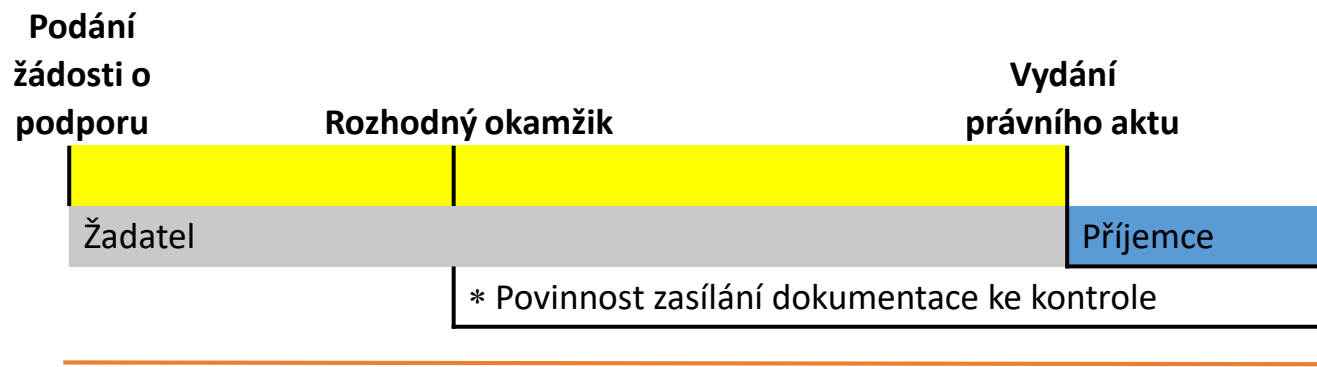 Podání
žádosti o
podporu
Rozhodný okamžik
Vydání
právního aktu
Žadatel
Příjemce
* Povinnost zasílání dokumentace ke kontrole